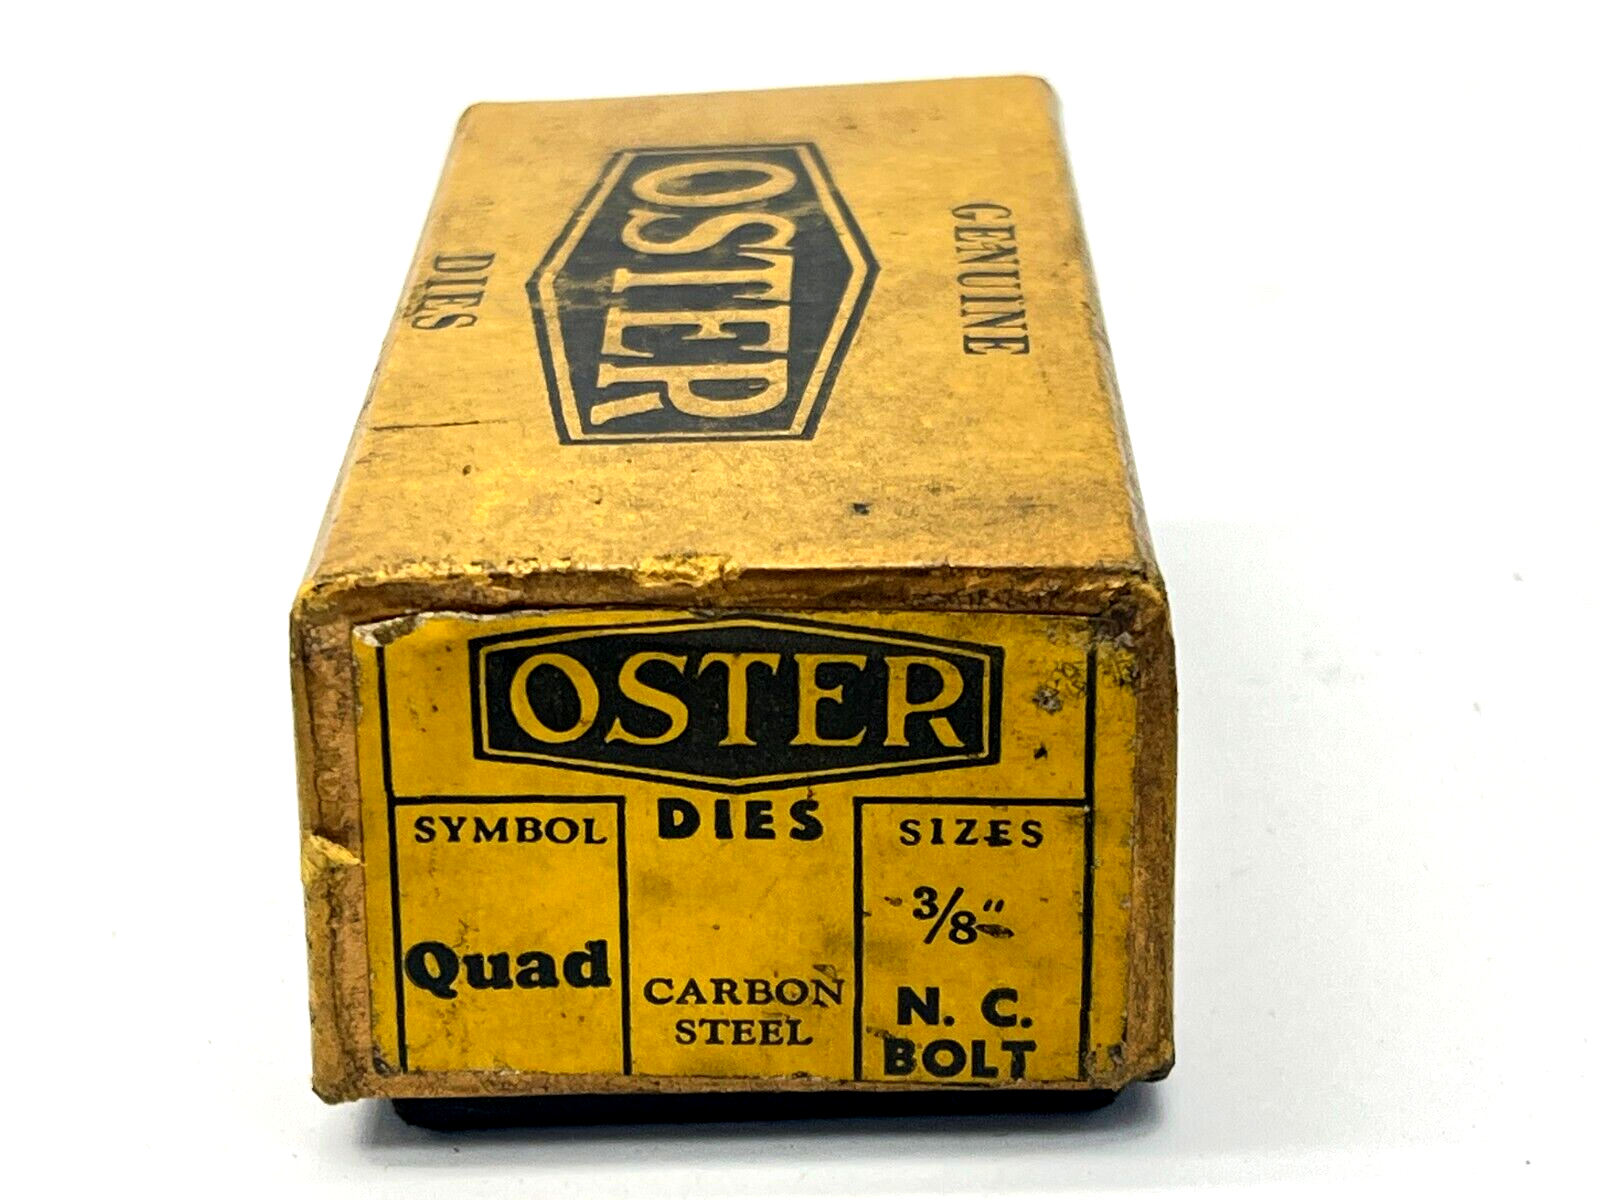 GENUINE
OSTER
DIES
OSTER
DIES
SYMBOL
Quad
CARBON
STEEL
SIZES
3/8"
N. C.
BOLT